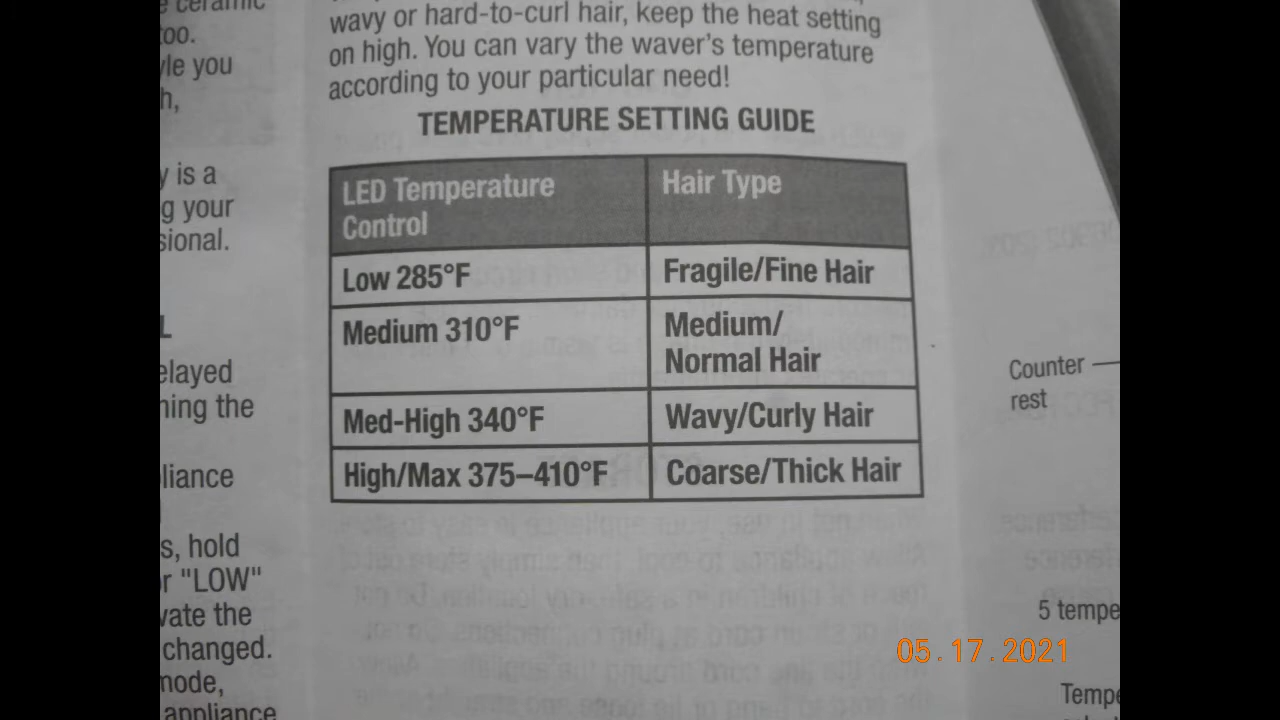 ceramic
too.
yle you
h,
y is a
g your
sional.
L
elayed
ning the
liance
s, hold
or "LOW"
vate the
changed.
mode,
appliance
wavy or hard-to-curl hair, keep the heat setting
on high. You can vary the waver's temperature
according to your particular need!
TEMPERATURE SETTING GUIDE
LED Temperature
Control
Hair Type
Low 285°F
Fragile/Fine Hair
Medium 310°F
Medium/
Normal Hair
Med-High 340°F
Wavy/Curly Hair
High/Max 375–410°F
Coarse/Thick Hair
Counter
rest
5 tempe
Tempe
05.17.2021